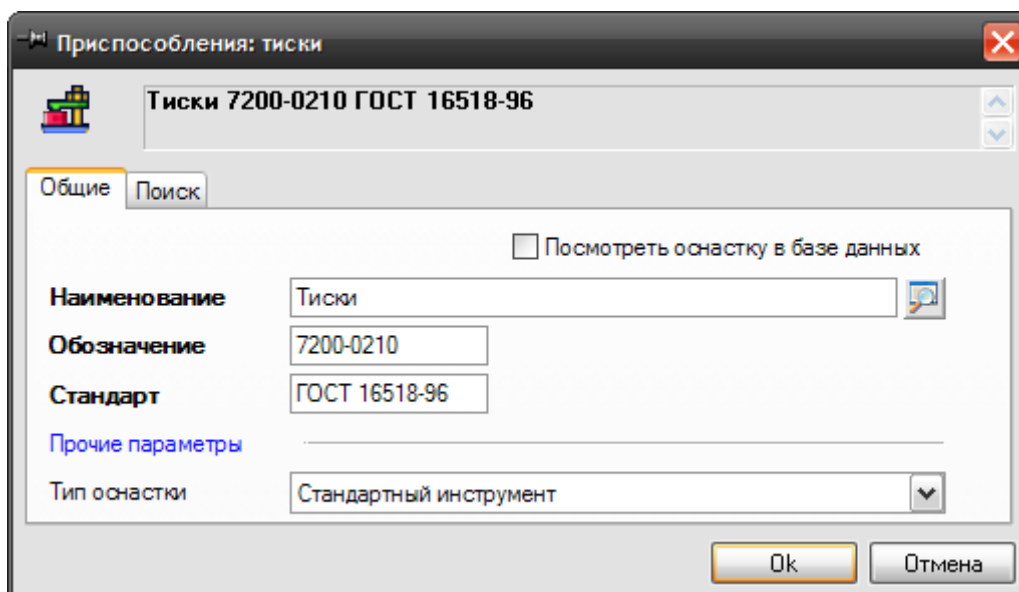 Приспособления: тиски
Тиски 7200-0210 ГОСТ 16518-96
Общие Поиск
Посмотреть оснастку в базе данных
Наименование Тиски
Обозначение 7200-0210
Стандарт ГОСТ 16518-96
Прочие параметры
Тип оснастки Стандартный инструмент
Ok Отмена